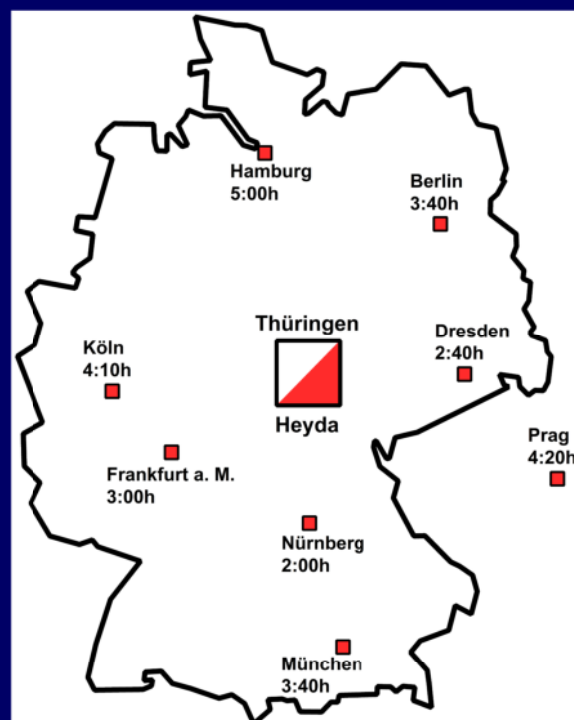 Hamburg
5:00h
Berlin
3:40h
Thüringen
Heyda
Dresden
2:40h
Köln
4:10h
Prag
4:20h
Frankfurt a. M.
3:00h
Nürnberg
2:00h
München
3:40h